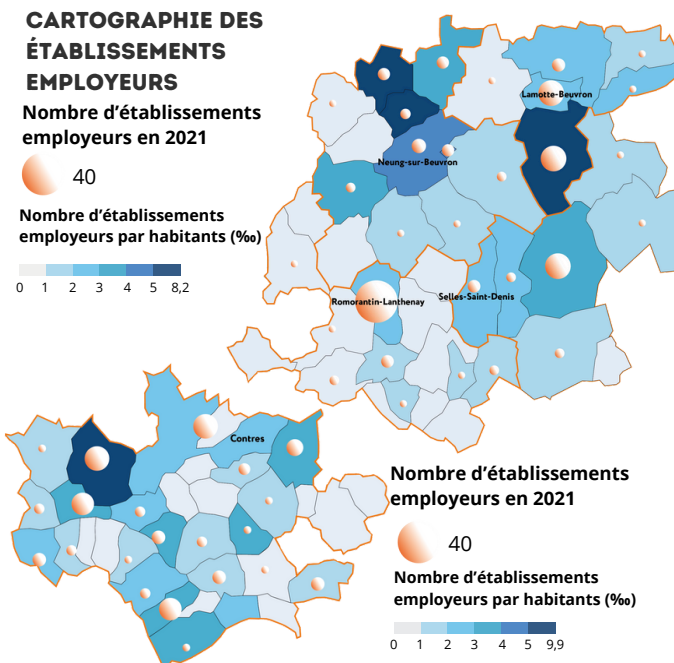 CARTOGRAPHIE DES
ÉTABLISSEMENTS
EMPLOYEURS
Nombre d’établissements
employeurs en 2021
40
Nombre d’établissements
employeurs par habitants (‰)
0 1 2 3 4 5 8,2
Lamotte-Beuvron
Neung-sur-Beuvron
Selles-Saint-Denis
Romorantin-Lanthenay
Contres
Nombre d’établissements
employeurs en 2021
40
Nombre d’établissements
employeurs par habitants (‰)
0 1 2 3 4 5 9,9